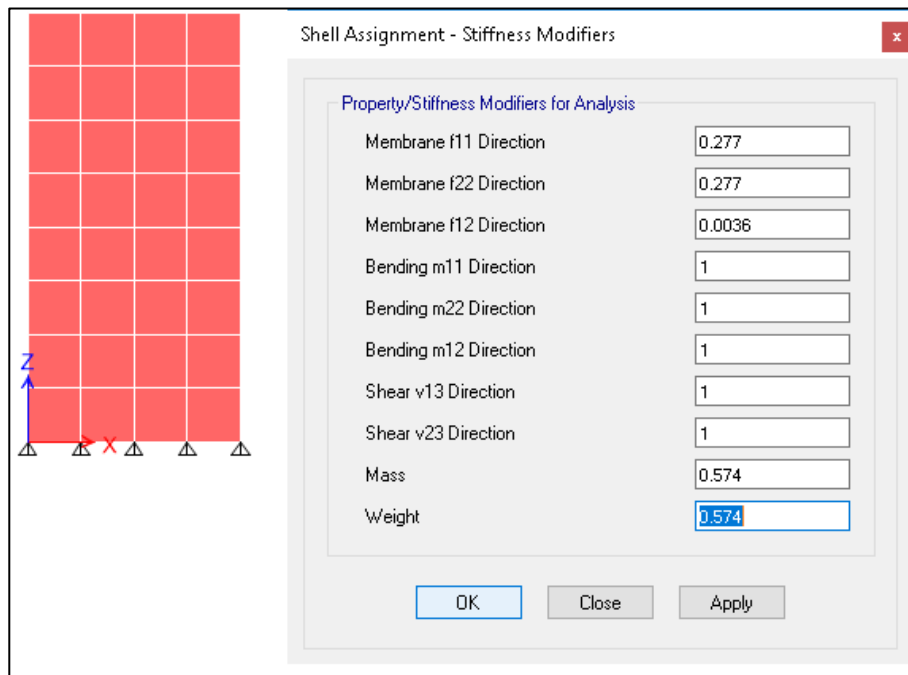 Z
X
Shell Assignment - Stiffness Modifiers
x
Property/Stiffness Modifiers for Analysis
Membrane f11 Direction 0.277
Membrane f22 Direction 0.277
Membrane f12 Direction 0.0036
Bending m11 Direction 1
Bending m22 Direction 1
Bending m12 Direction 1
Shear v13 Direction 1
Shear v23 Direction 1
Mass 0.574
Weight 0.574
OK Close Apply